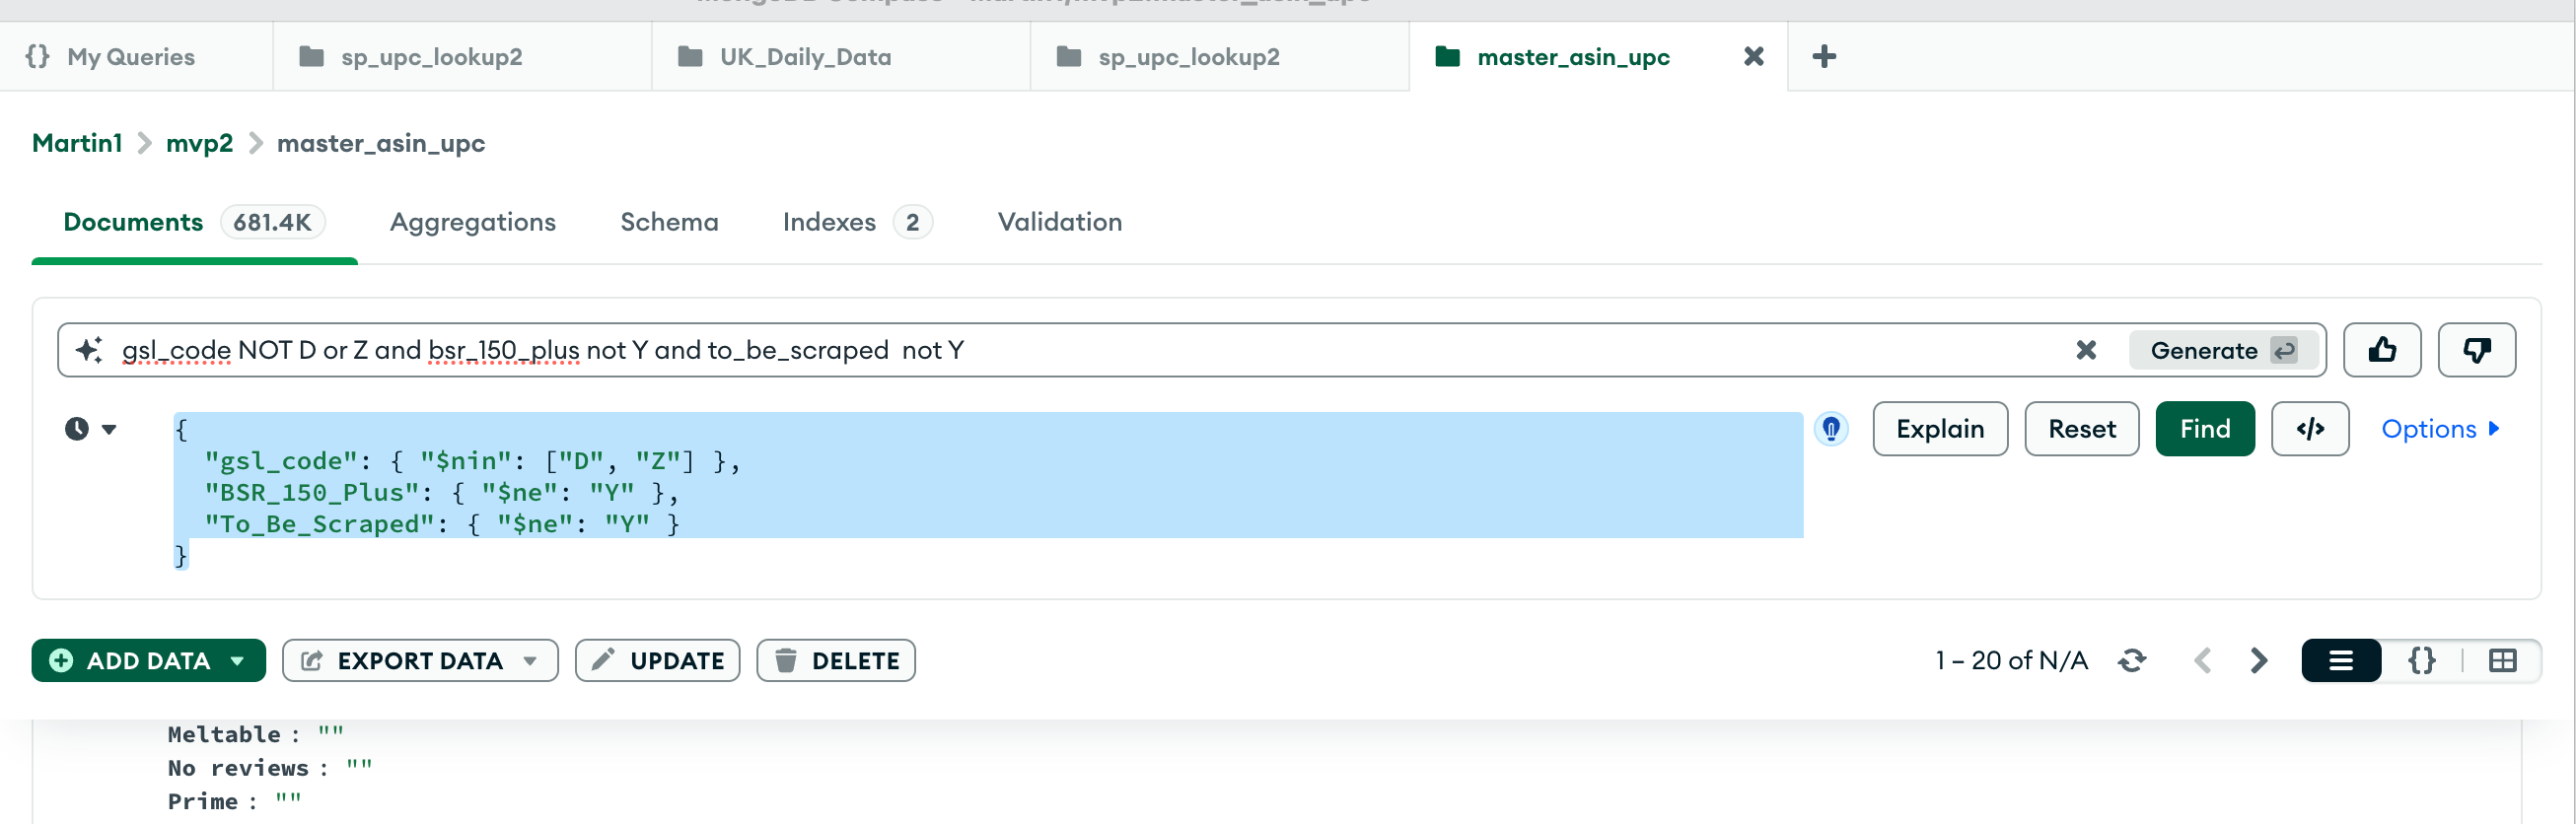 My Queries sp_upc_lookup2 UK_Daily_Data sp_upc_lookup2 master_asin_upc
Martin1 > mvp2 > master_asin_upc
Documents 681.4K Aggregations Schema Indexes 2 Validation
gsl_code NOT D or Z and bsr_150_plus not Y and to_be_scraped  not Y Generate
{ Explain Reset Find </> Options
"gsl_code": { "$nin": ["D", "Z"] },
"BSR_150_Plus": { "$ne": "Y" },
"To_Be_Scraped": { "$ne": "Y" }
}
ADD DATA EXPORT DATA UPDATE DELETE 1 – 20 of N/A {}
Meltable : ""
No reviews : ""
Prime : ""